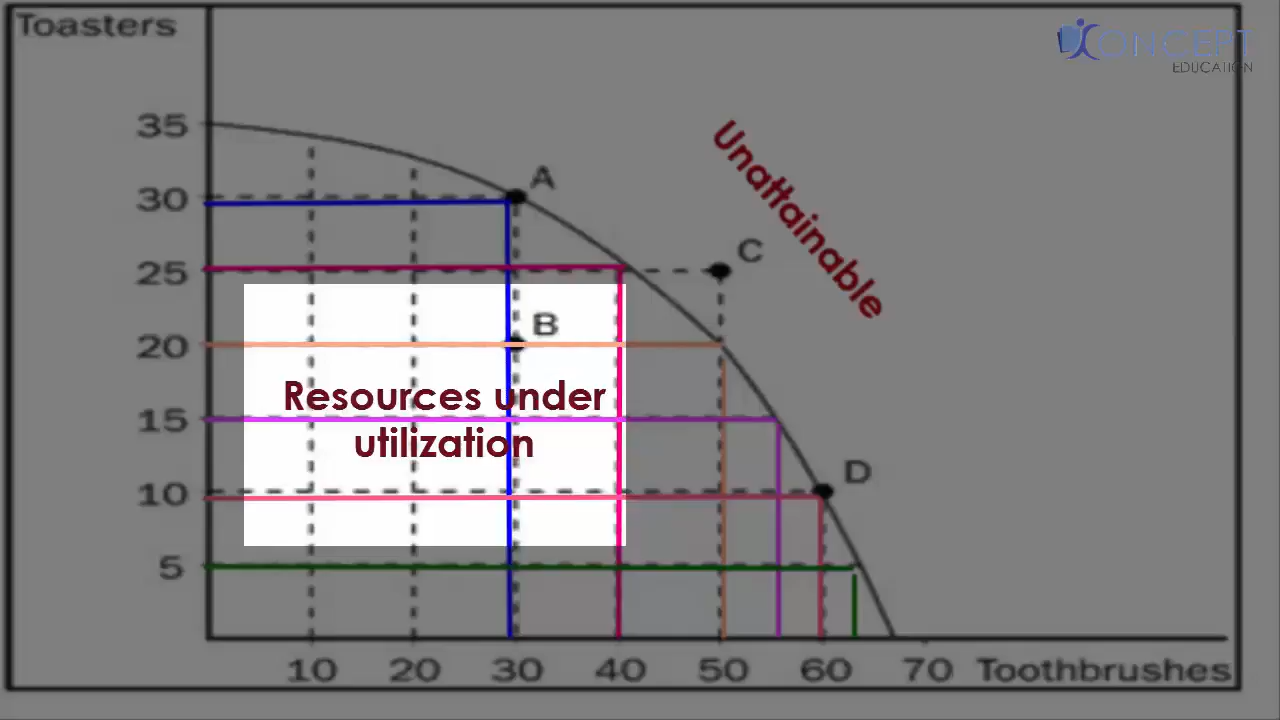 Toasters
CONCEPT
EDUCATION
35
Unattainable
A
30
C
25
B
20
Resources under
15
utilization
D
10
5
10 20 30 40 50 60 70 Toothbrushes